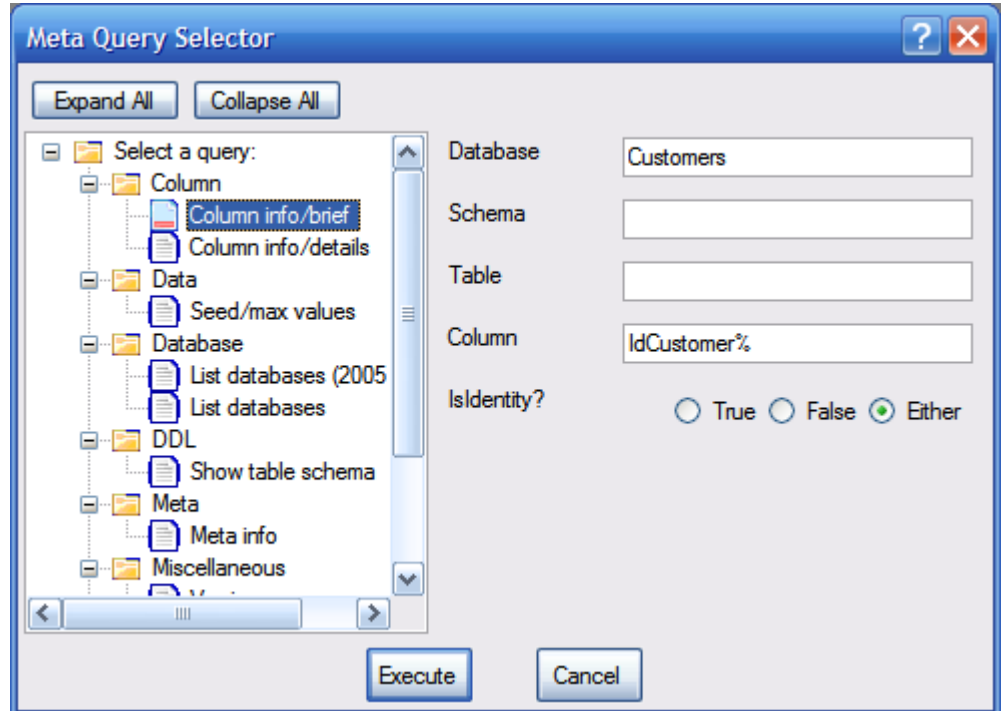 Meta Query Selector
Expand All Collapse All
Select a query:
Column
Column info/brief
Column info/details
Data
Seed/max values
Database
List databases (2005
List databases
DDL
Show table schema
Meta
Meta info
Miscellaneous
Database Customers
Schema
Table
Column IdCustomer%
IsIdentity? True False Either
Execute Cancel